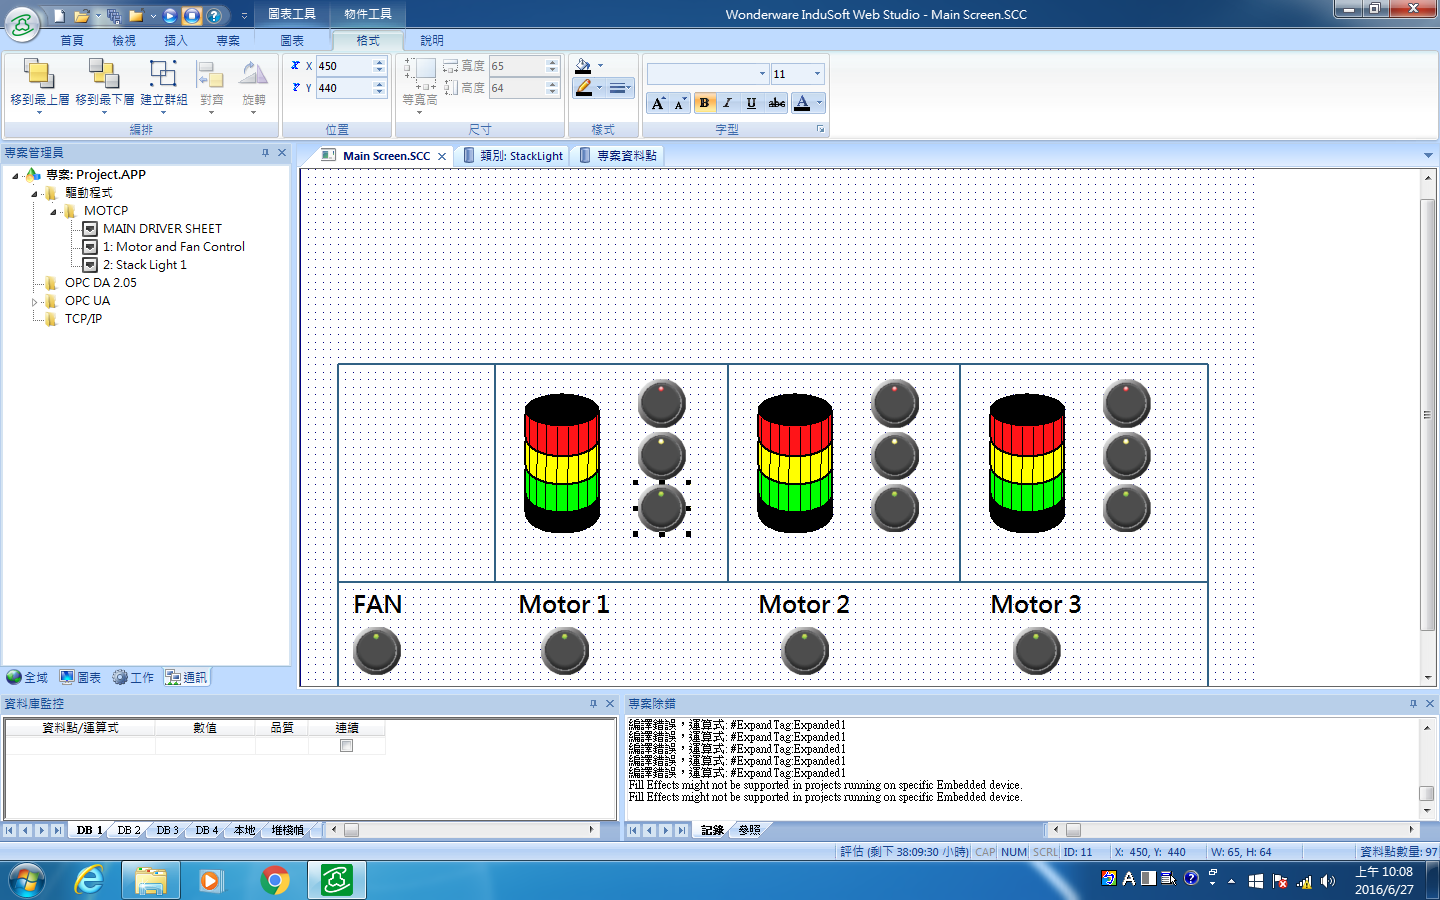 圖表工具 物件工具 Wonderware InduSoft Web Studio - Main Screen.SCC
首頁 檢視 插入 專案 圖表 格式 說明
X 450 寬度 65 11
移到最上層 移到最下層 建立群組 對齊 旋轉 Y 440 等寬高 高度 64 A A B I U abc A
編排 位置 尺寸 樣式 字型
專案管理員 Main Screen.SCC 類別: StackLight 專案資料點
專案: Project.APP
驅動程式
MOTCP
MAIN DRIVER SHEET
1: Motor and Fan Control
2: Stack Light 1
OPC DA 2.05
OPC UA
TCP/IP
FAN Motor 1 Motor 2 Motor 3
全域 圖表 工作 通訊
資料庫監控 專案除錯
資料點/運算式 數值 品質 連續
編譯錯誤，運算式: #ExpandTag:Expanded1
編譯錯誤，運算式: #ExpandTag:Expanded1
編譯錯誤，運算式: #ExpandTag:Expanded1
編譯錯誤，運算式: #ExpandTag:Expanded1
編譯錯誤，運算式: #ExpandTag:Expanded1
Fill Effects might not be supported in projects running on specific Embedded device.
Fill Effects might not be supported in projects running on specific Embedded device.
DB 1 DB 2 DB 3 DB 4 本地 堆棧幀 記錄 參照
評估 (剩下 38:09:30 小時) CAP NUM SCRL ID: 11 X: 450, Y: 440 W: 65, H: 64 資料點數量: 97
A 上午 10:08
2016/6/27